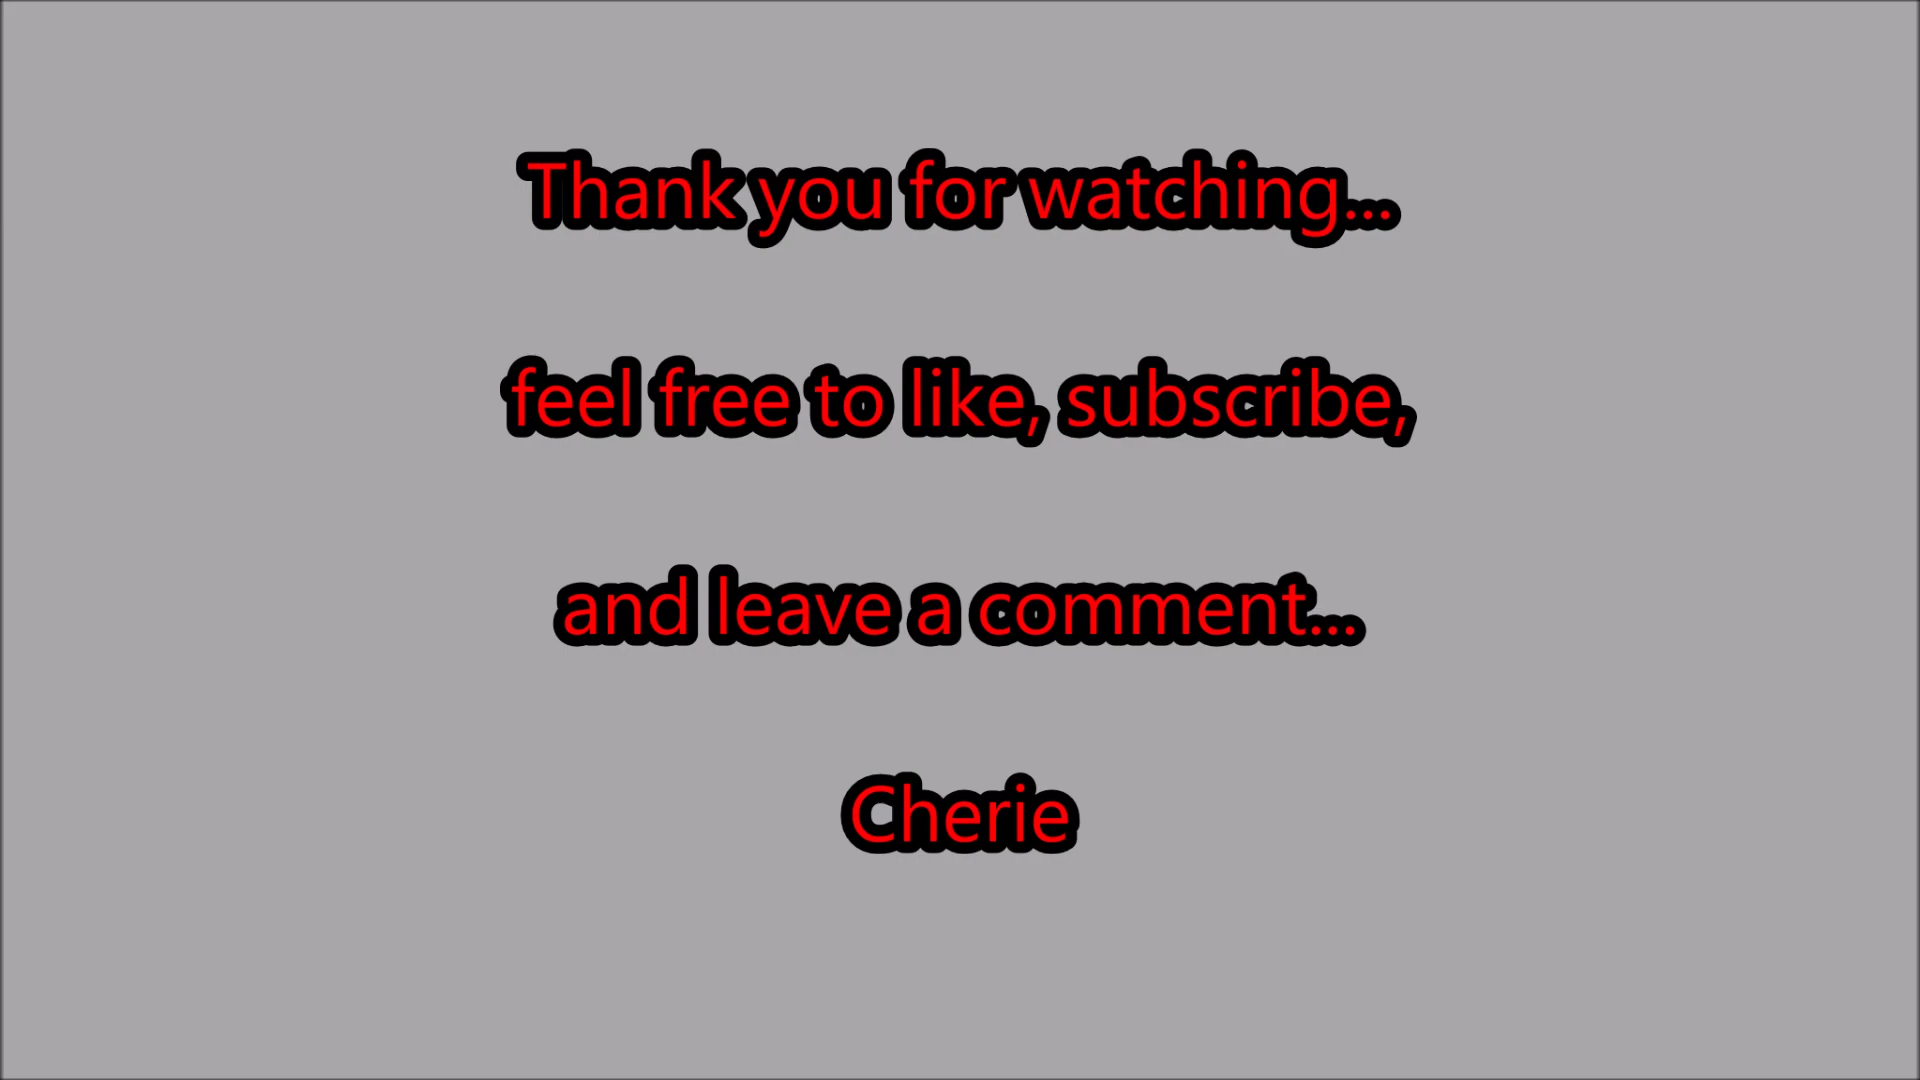 Thank you for watching...
feel free to like, subscribe,
and leave a comment...
Cherie